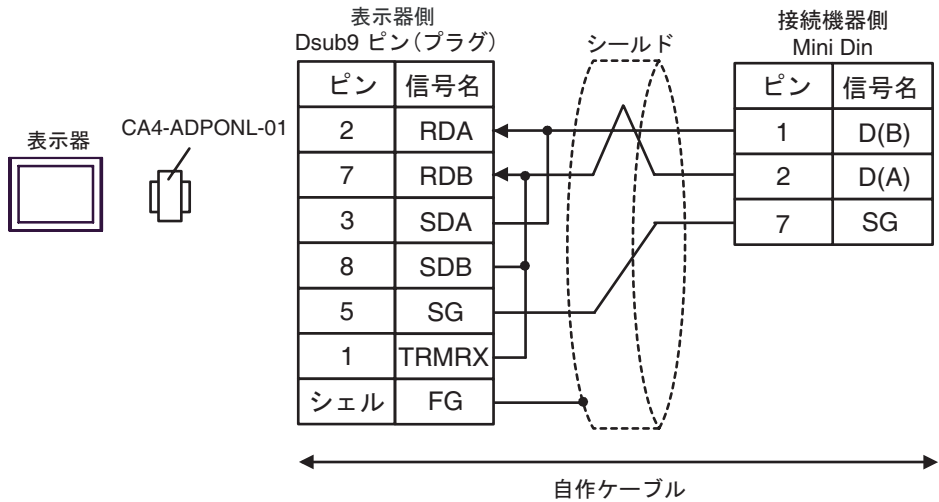 表示器側
Dsub9 ピン(プラグ)
シールド
接続機器側
Mini Din
表示器
CA4-ADPONL-01
ピン 信号名
2 RDA
7 RDB
3 SDA
8 SDB
5 SG
1 TRMRX
シェル FG
ピン 信号名
1 D(B)
2 D(A)
7 SG
自作ケーブル